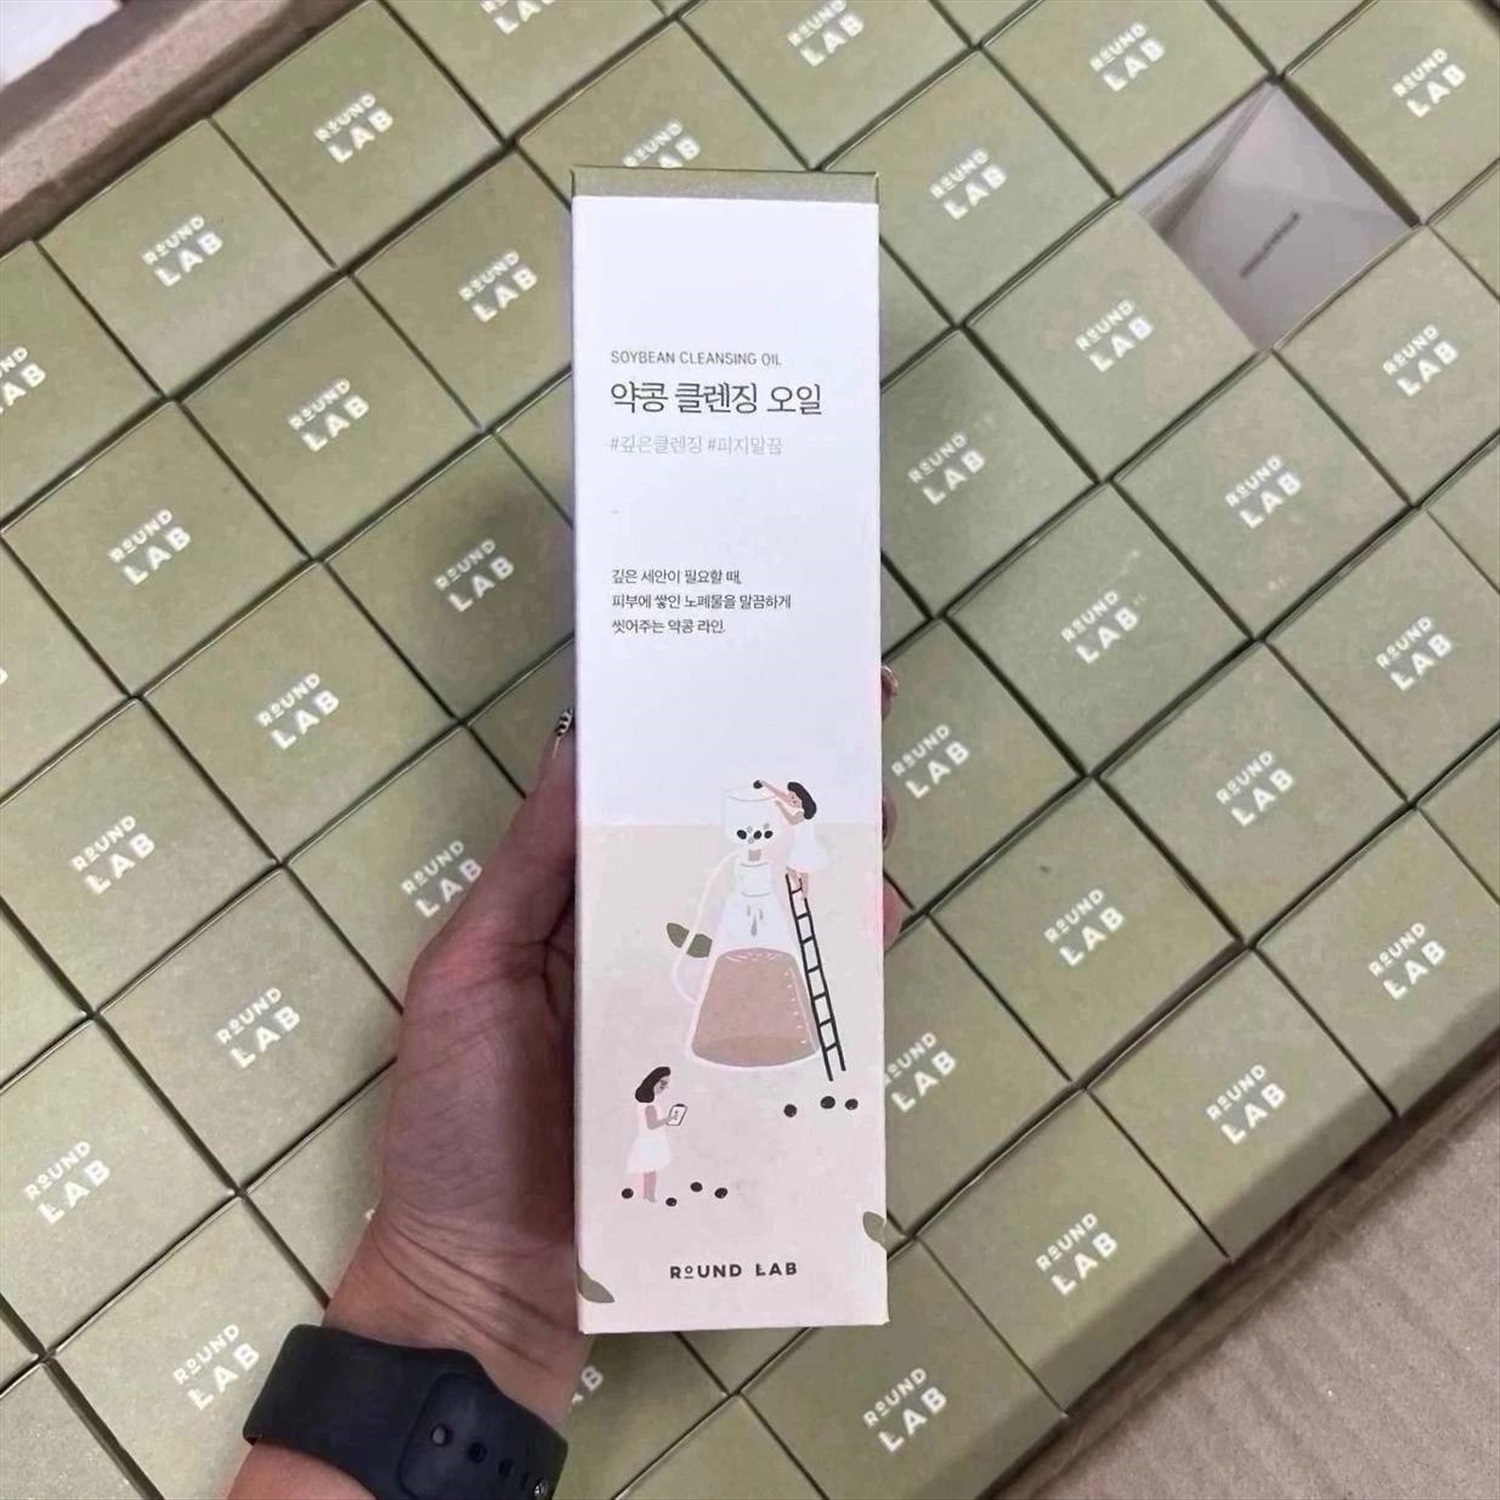 SOYBEAN CLEANSING OIL
약콩 클렌징 오일
#깊은클렌징 #피지말끔
깊은 세안이 필요할 때,
피부에 쌓인 노폐물을 말끔하게
씻어주는 약콩 라인.
ROUND LAB
ROUND
LAB